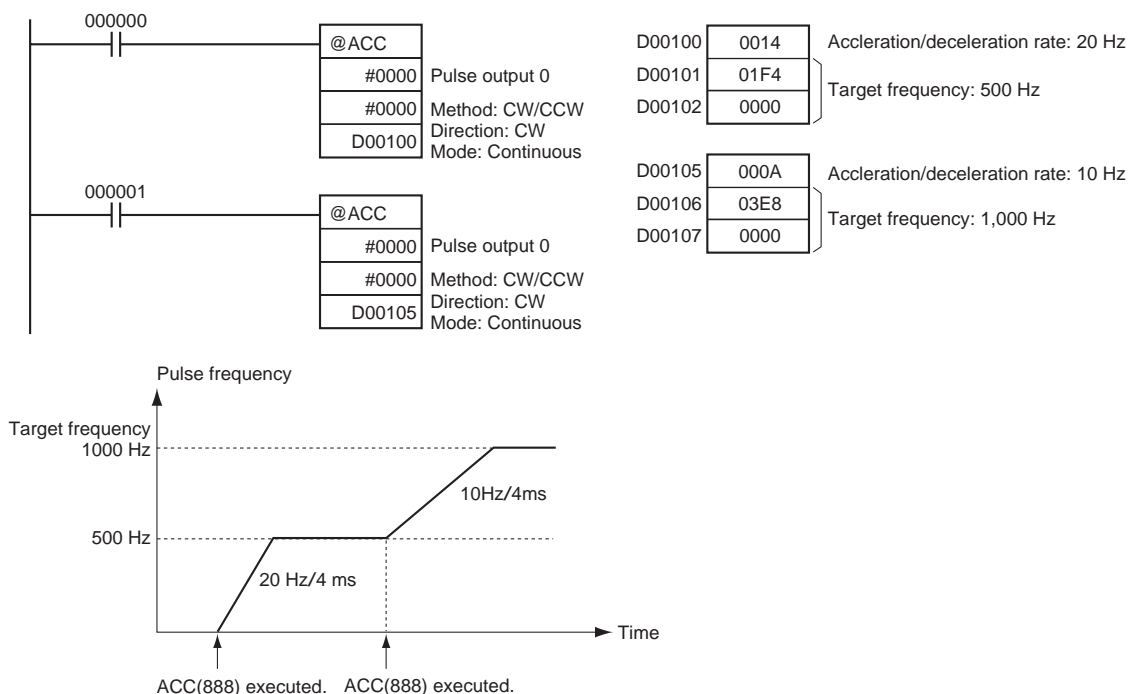 000000
@ACC
#0000 Pulse output 0
#0000 Method: CW/CCW
Direction: CW
D00100 Mode: Continuous
000001
@ACC
#0000 Pulse output 0
#0000 Method: CW/CCW
Direction: CW
D00105 Mode: Continuous
D00100 0014 Accleration/deceleration rate: 20 Hz
D00101 01F4
Target frequency: 500 Hz
D00102 0000
D00105 000A Accleration/deceleration rate: 10 Hz
D00106 03E8
Target frequency: 1,000 Hz
D00107 0000
Pulse frequency
Target frequency
1000 Hz
10Hz/4ms
500 Hz
20 Hz/4 ms
Time
ACC(888) executed. ACC(888) executed.